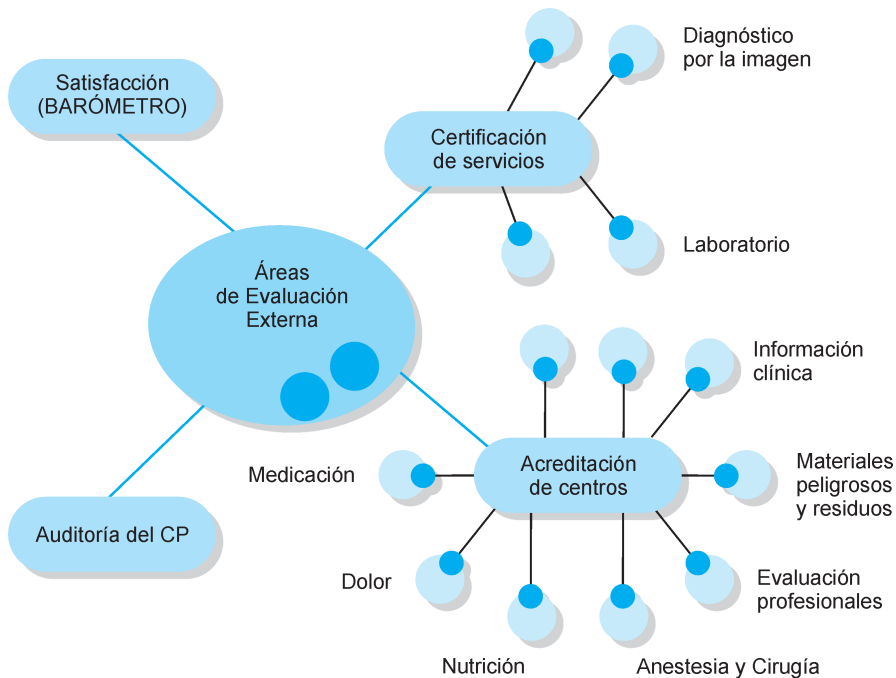 Satisfacción
(BARÓMETRO)
Certificación
de servicios
Diagnóstico
por la imagen
Laboratorio
Áreas
de Evaluación
Externa
Información
clínica
Medicación
Acreditación
de centros
Materiales
peligrosos
y residuos
Auditoría del CP
Dolor
Evaluación
profesionales
Nutrición
Anestesia y Cirugía